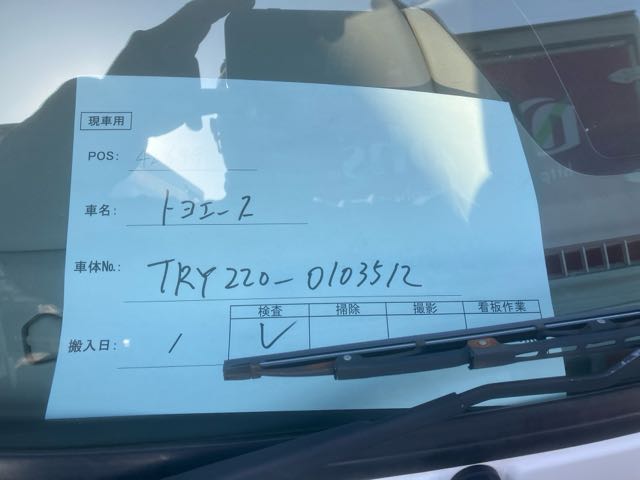 現車用
POS:
車名: トヨエース
車体No.: TRY220-0103512
検査 掃除 撮影 看板作業
搬入日: / ✓